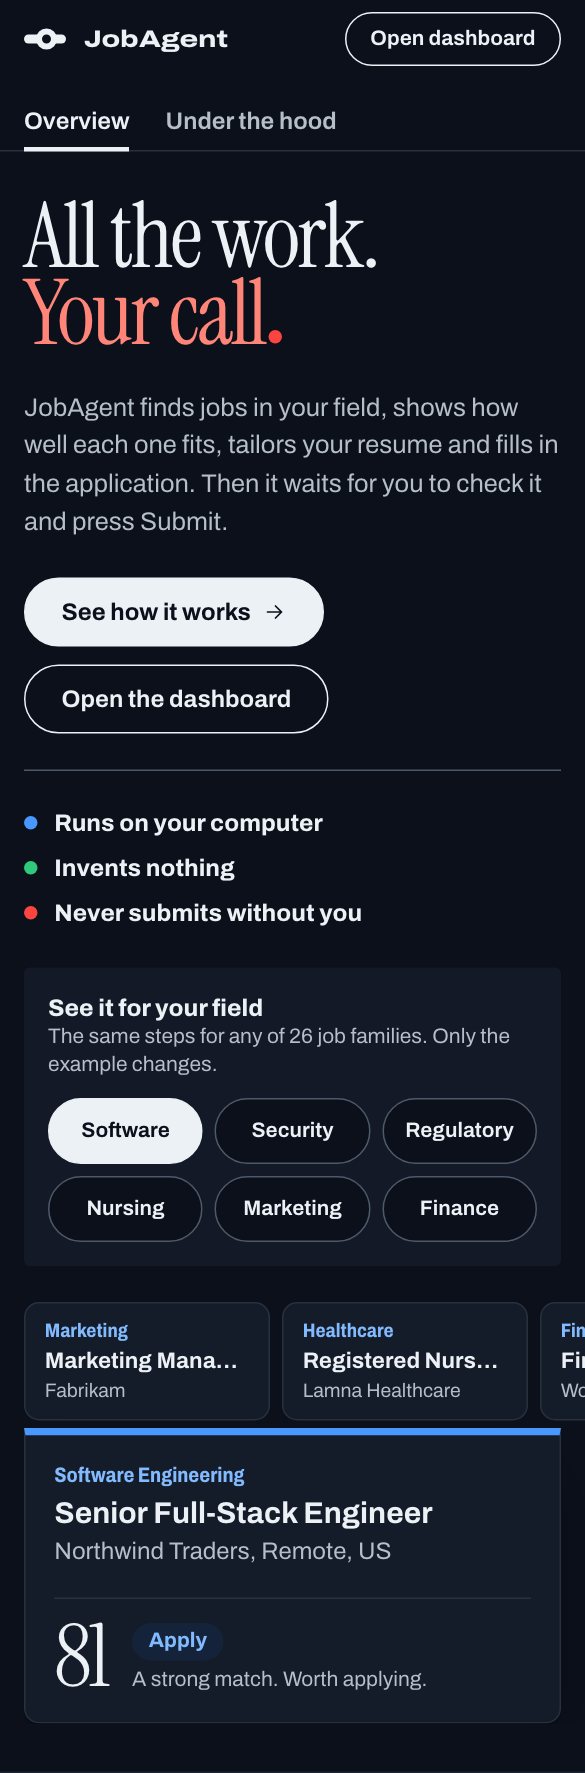 JobAgent
Open dashboard
Overview
Under the hood
All the work.
Your call.
JobAgent finds jobs in your field, shows how
well each one fits, tailors your resume and fills in
the application. Then it waits for you to check it
and press Submit.
See how it works →
Open the dashboard
Runs on your computer
Invents nothing
Never submits without you
See it for your field
The same steps for any of 26 job families. Only the
example changes.
Software
Security
Regulatory
Nursing
Marketing
Finance
Marketing
Marketing Mana...
Fabrikam
Healthcare
Registered Nurs...
Lamna Healthcare
Fin
Fir
Wo
Software Engineering
Senior Full-Stack Engineer
Northwind Traders, Remote, US
81
Apply
A strong match. Worth applying.